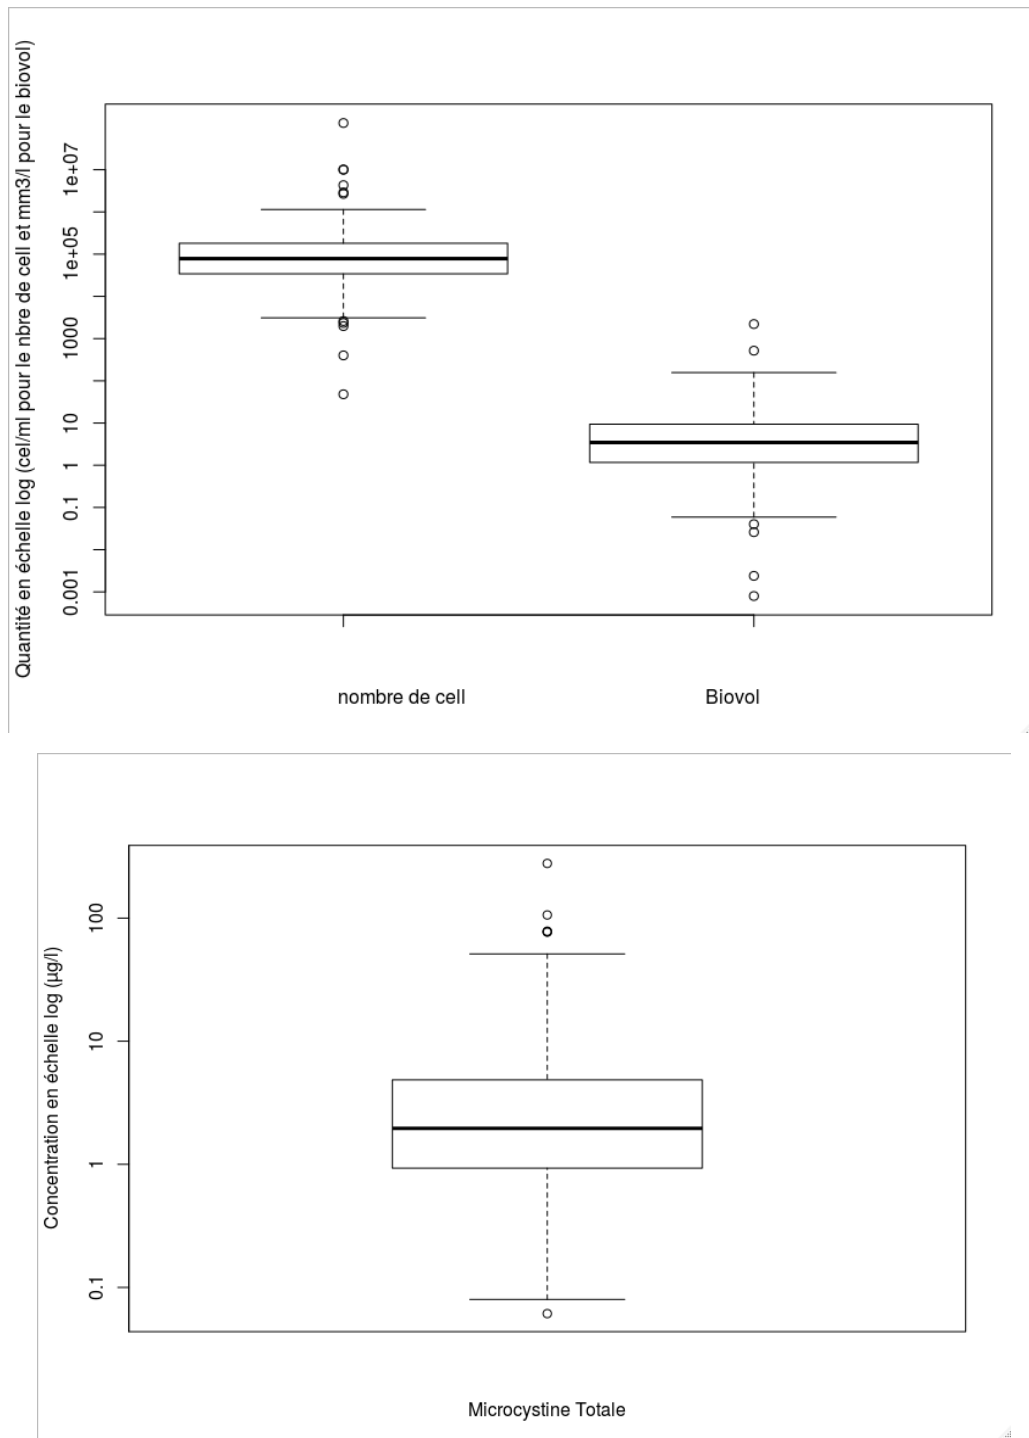 Quantité en échelle log (cel/ml pour le nbre de cell et mm3/l pour le biovol)
1e+07
1e+05
1000
10
1
0.1
0.001
nombre de cell
Biovol
Concentration en échelle log (µg/l)
100
10
1
0.1
Microcystine Totale